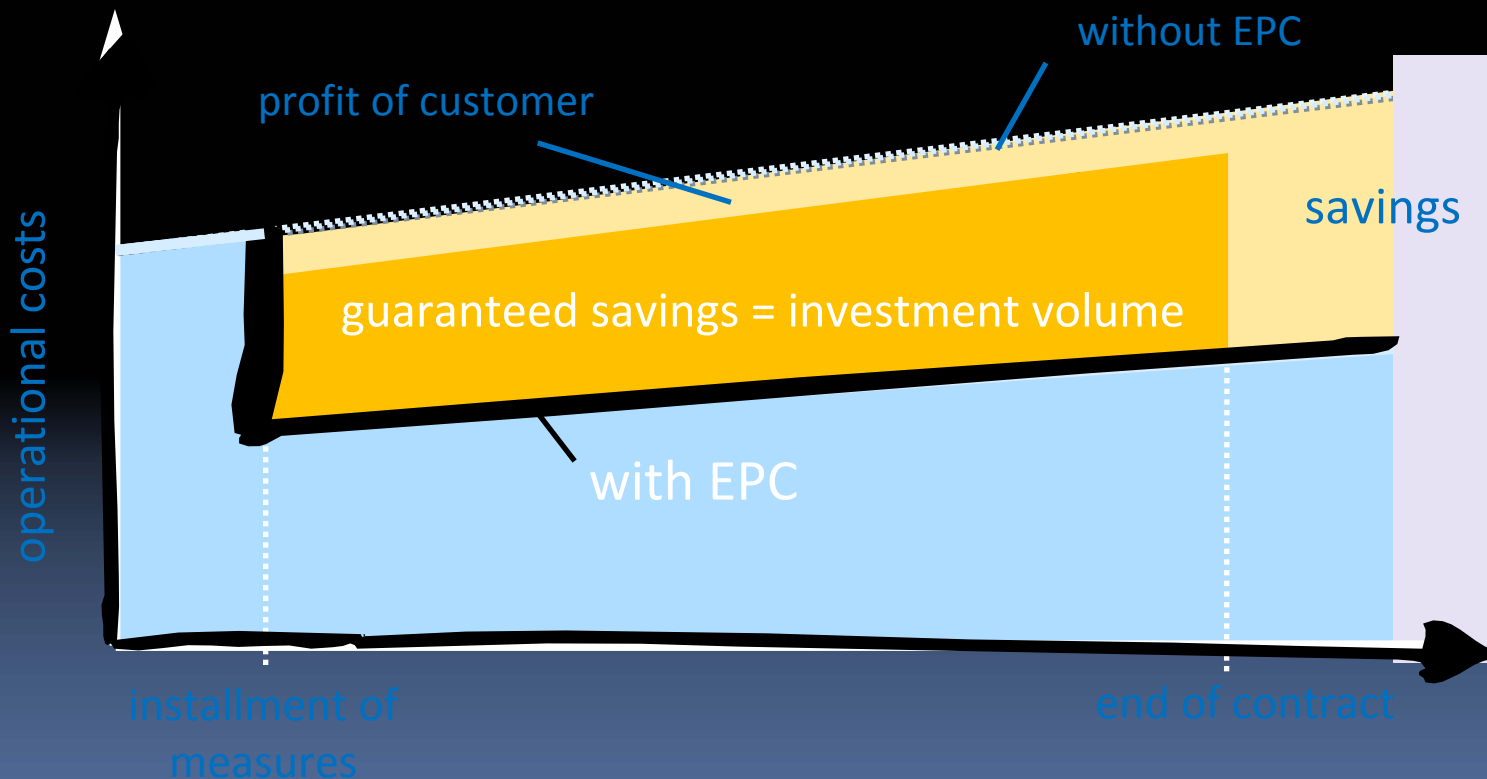 without EPC
profit of customer
savings
operational costs
guaranteed savings = investment volume
with EPC
installment of
measures
end of contract